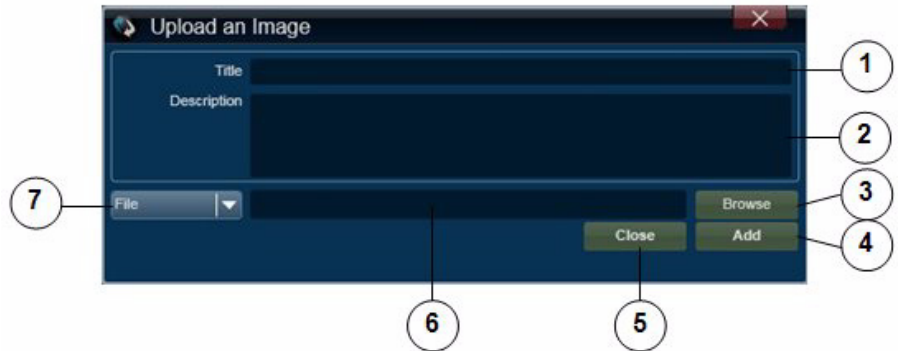 Upload an Image
Title
1
Description
2
7
File
Browse
3
Close
Add
4
6
5